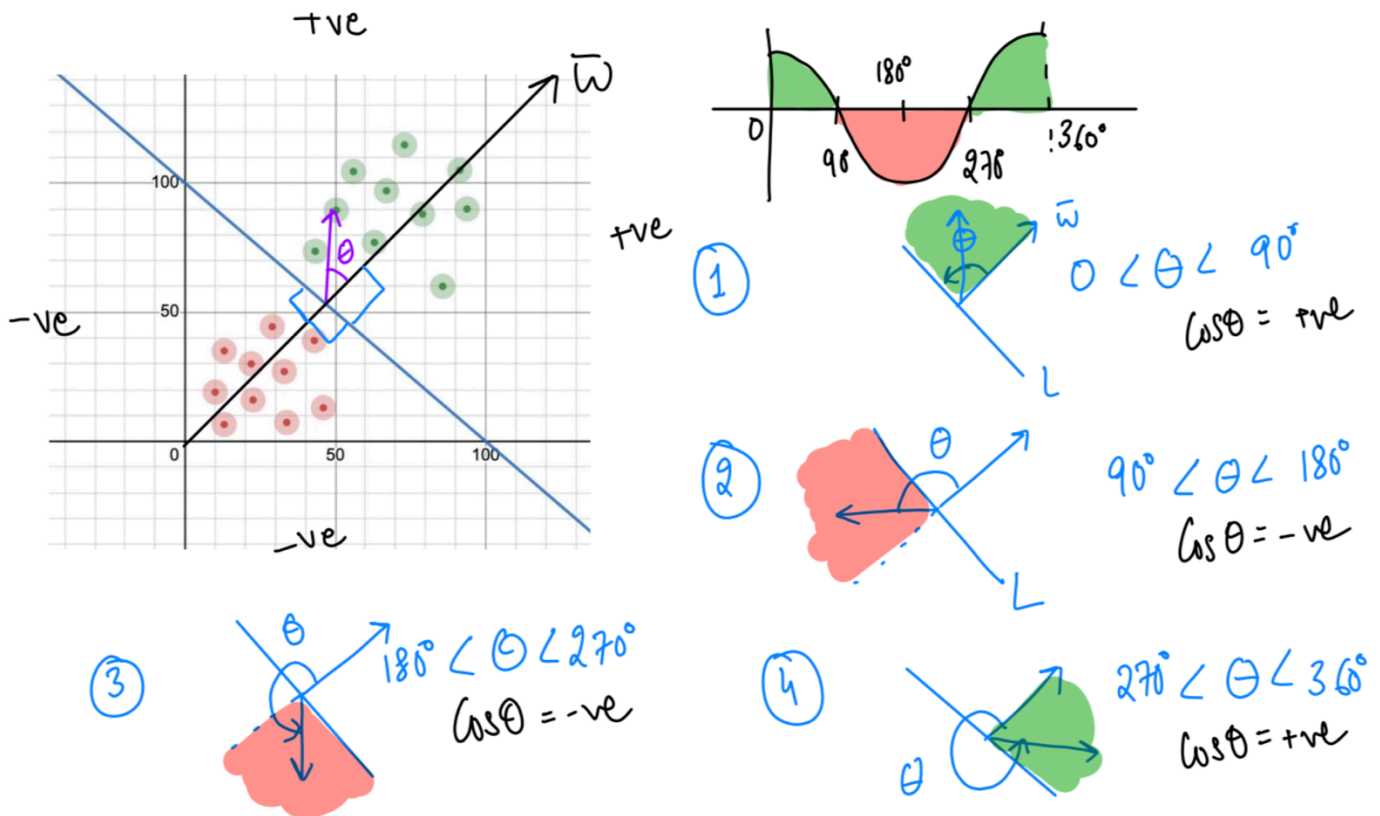 +ve
w̅
100
50
0
50
100
θ
-ve
+ve
-ve
0
90
180°
270
360°
1
θ
w̅
L
0 < θ < 90°
Cosθ = +ve
2
θ
L
90° < θ < 180°
Cosθ = -ve
3
θ
180° < θ < 270°
Cosθ = -ve
4
θ
270° < θ < 360°
Cosθ = +ve